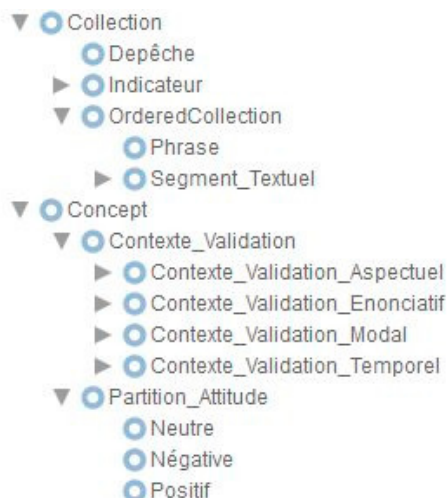 Collection
Depêche
Indicateur
OrderedCollection
Phrase
Segment_Textuel
Concept
Contexte_Validation
Contexte_Validation_Aspectuel
Contexte_Validation_Enonciatif
Contexte_Validation_Modal
Contexte_Validation_Temporel
Partition_Attitude
Neutre
Négative
Positif